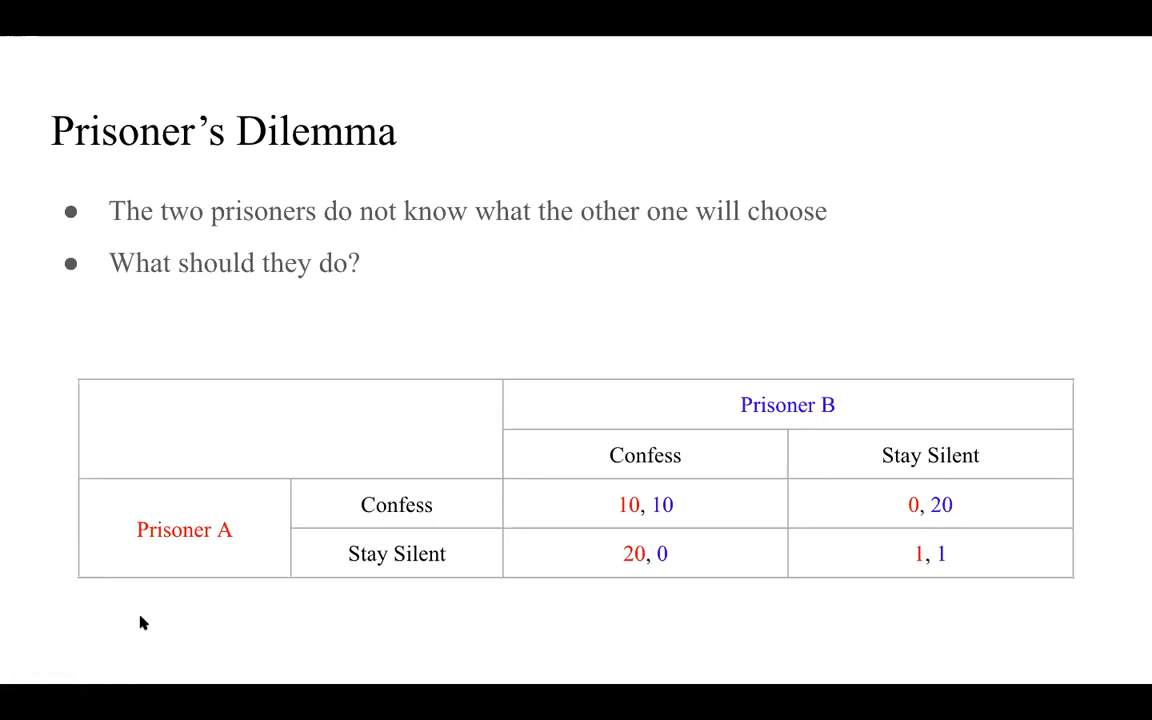 Prisoner’s Dilemma
● The two prisoners do not know what the other one will choose
● What should they do?
Prisoner B
Confess Stay Silent
Prisoner A
Confess 10, 10 0, 20
Stay Silent 20, 0 1, 1